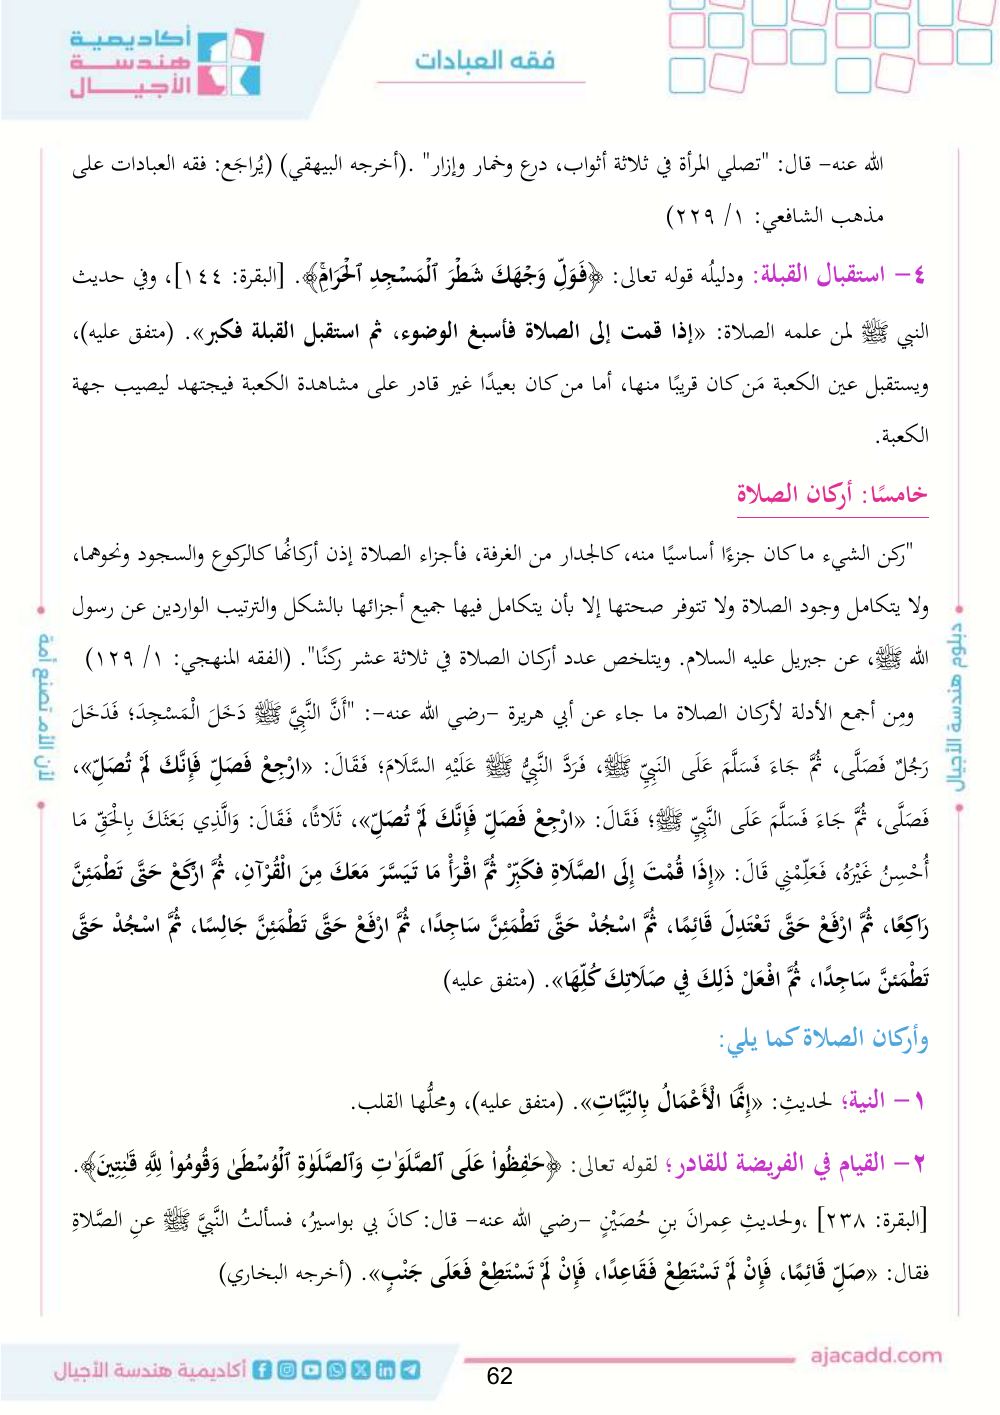 أكاديمية
هندسة
الأجيال
فقه العبادات
الله عنه- قال: "تصلي المرأة في ثلاثة أثواب، درع وخمار وإزار" .(أخرجه البيهقي) (يُراجَع: فقه العبادات على
مذهب الشافعي: ١/ ٢٢٩)
٤- استقبال القبلة: ودليلُه قوله تعالى: ﴿فَوَلِّ وَجۡهَكَ شَطۡرَ ٱلۡمَسۡجِدِ ٱلۡحَرَامِۚ﴾. [البقرة: ١٤٤]، وفي حديث
النبي ﷺ لمن علمه الصلاة: «إذا قمت إلى الصلاة فأسبغ الوضوء، ثم استقبل القبلة فكبر». (متفق عليه)،
ويستقبل عين الكعبة مَن كان قريبًا منها، أما من كان بعيدًا غير قادر على مشاهدة الكعبة فيجتهد ليصيب جهة
الكعبة.
خامسًا: أركان الصلاة
"ركن الشيء ما كان جزءًا أساسيًا منه، كالجدار من الغرفة، فأجزاء الصلاة إذن أركانُها كالركوع والسجود ونحوهما،
ولا يتكامل وجود الصلاة ولا تتوفر صحتها إلا بأن يتكامل فيها جميع أجزائها بالشكل والترتيب الواردين عن رسول
الله ﷺ، عن جبريل عليه السلام. ويتلخص عدد أركان الصلاة في ثلاثة عشر ركنًا". (الفقه المنهجي: ١/ ١٢٩)
ومِن أجمع الأدلة لأركان الصلاة ما جاء عن أبي هريرة -رضي الله عنه-: "أَنَّ النَّبِيَّ ﷺ دَخَلَ الْمَسْجِدَ؛ فَدَخَلَ
رَجُلٌ فَصَلَّى، ثُمَّ جَاءَ فَسَلَّمَ عَلَى النَّبِيِّ ﷺ، فَرَدَّ النَّبِيُّ ﷺ عَلَيْهِ السَّلَامَ؛ فَقَالَ: «ارْجِعْ فَصَلِّ فَإِنَّكَ لَمْ تُصَلِّ»،
فَصَلَّى، ثُمَّ جَاءَ فَسَلَّمَ عَلَى النَّبِيِّ ﷺ؛ فَقَالَ: «ارْجِعْ فَصَلِّ فَإِنَّكَ لَمْ تُصَلِّ»، ثَلَاثًا، فَقَالَ: وَالَّذِي بَعَثَكَ بِالْحَقِّ مَا
أُحْسِنُ غَيْرَهُ، فَعَلِّمْنِي قَالَ: «إِذَا قُمْتَ إِلَى الصَّلَاةِ فكَبِّرْ ثُمَّ اقْرَأْ مَا تَيَسَّرَ مَعَكَ مِنَ الْقُرْآنِ، ثُمَّ ارْكَعْ حَتَّى تَطْمَئِنَّ
رَاكِعًا، ثُمَّ ارْفَعْ حَتَّى تَعْتَدِلَ قَائِمًا، ثُمَّ اسْجُدْ حَتَّى تَطْمَئِنَّ سَاجِدًا، ثُمَّ ارْفَعْ حَتَّى تَطْمَئِنَّ جَالِسًا، ثُمَّ اسْجُدْ حَتَّى
تَطْمَئنَّ سَاجِدًا، ثُمَّ افْعَلْ ذَلِكَ فِي صَلَاتِكَ كُلِّهَا». (متفق عليه)
وأركان الصلاة كما يلي:
١- النية؛ لحديثِ: «إِنَّمَا الْأَعْمَالُ بِالنِّيَّاتِ». (متفق عليه)، ومحلُّها القلب.
٢- القيام في الفريضة للقادر؛ لقوله تعالى: ﴿حَٰفِظُواْ عَلَى ٱلصَّلَوَٰتِ وَٱلصَّلَوٰةِ ٱلۡوُسۡطَىٰ وَقُومُواْ لِلَّهِ قَٰنِتِينَ﴾.
[البقرة: ٢٣٨] ،ولحديثِ عِمرانَ بنِ حُصَيْنٍ -رضي الله عنه- قال: كانَ بي بواسيرُ، فسألتُ النَّبيَّ ﷺ عنِ الصَّلاةِ
فقال: «صَلِّ قَائِمًا، فَإِنْ لَمْ تَسْتَطِعْ فَقَاعِدًا، فَإِنْ لَمْ تَسْتَطِعْ فَعَلَى جَنْبٍ». (أخرجه البخاري)
دبلوم هندسة الأجيال
لأن الأمـ تصنع أمة
ajacadd.com
62
أكاديمية هندسة الأجيال